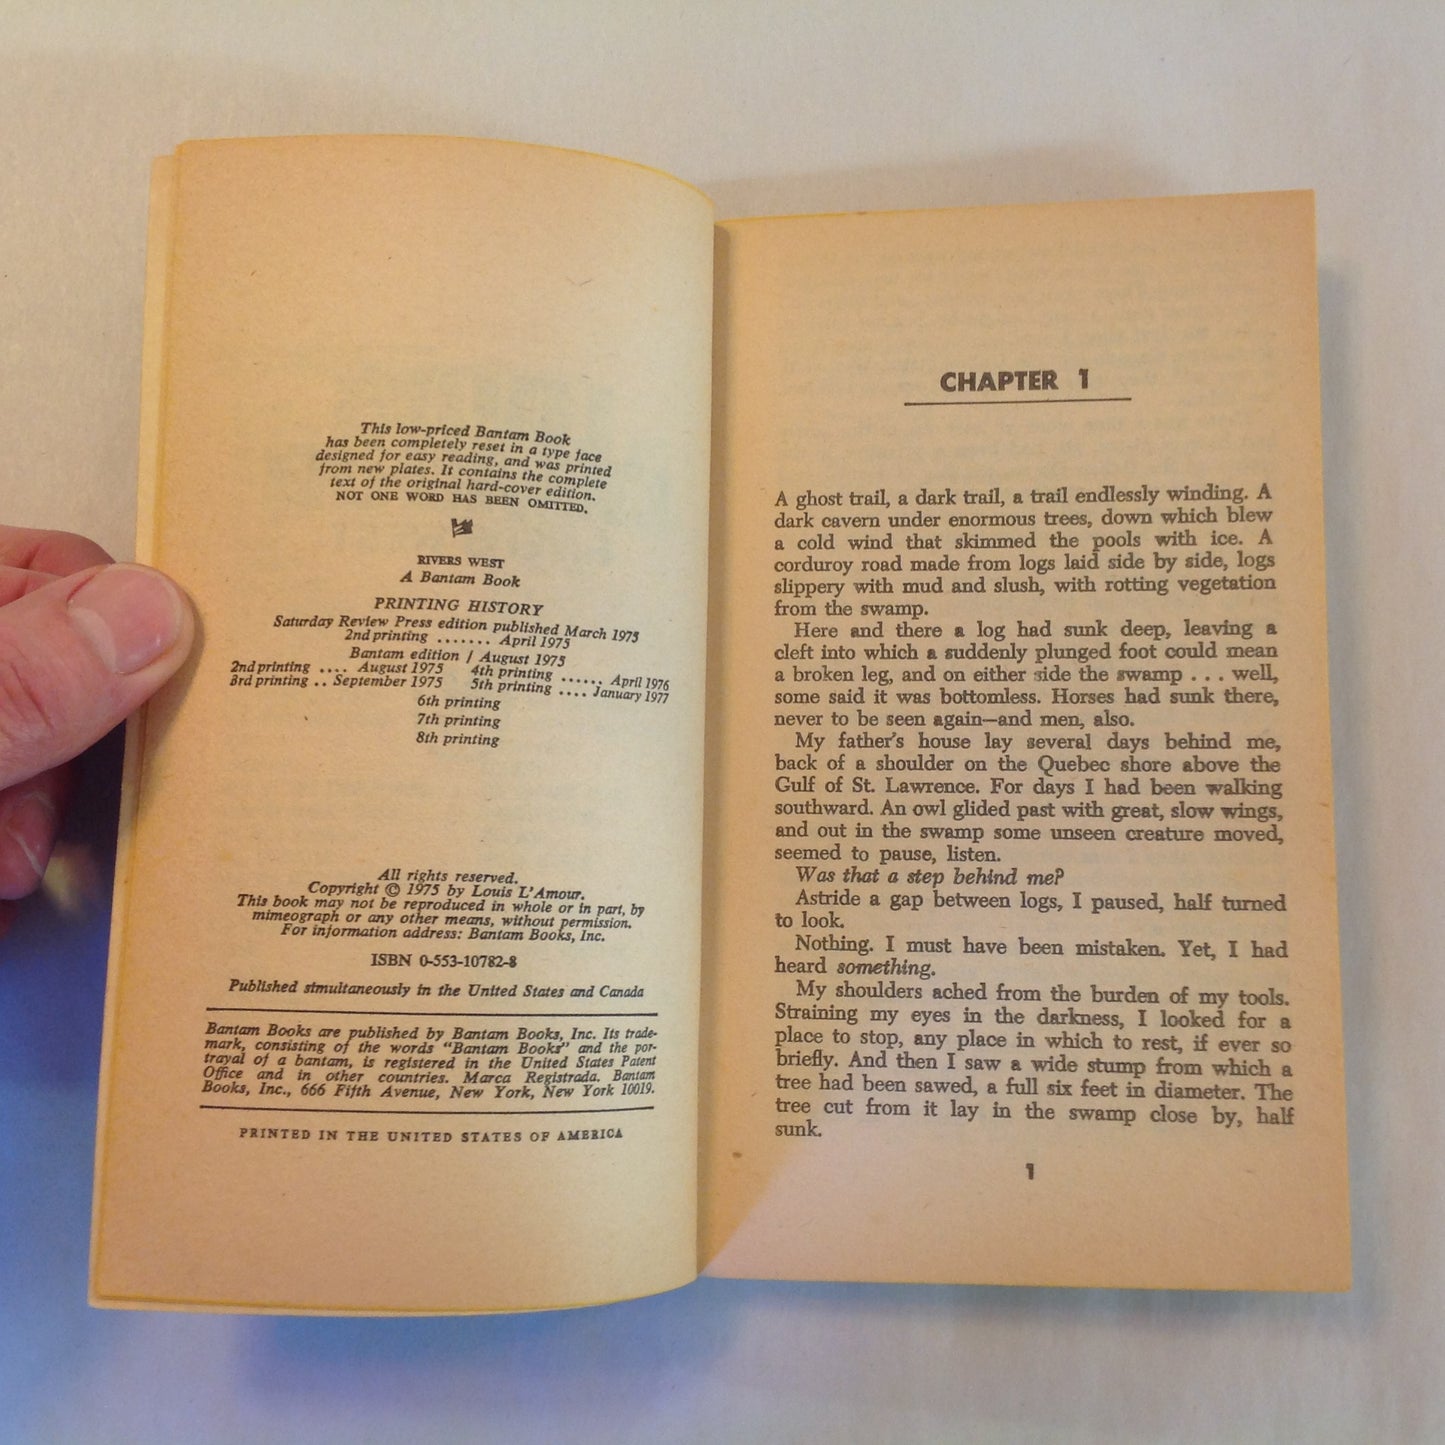 This low-priced Bantam Book
has been completely reset in a type face
designed for easy reading, and was printed
from new plates. It contains the complete
text of the original hard-cover edition.
NOT ONE WORD HAS BEEN OMITTED.
RIVERS WEST
A Bantam Book
PRINTING HISTORY
Saturday Review Press edition published March 1975
2nd printing ....... April 1975
Bantam edition / August 1975
2nd printing .... August 1975 4th printing ...... April 1976
3rd printing .. September 1975 5th printing .... January 1977
6th printing
7th printing
8th printing
All rights reserved.
Copyright © 1975 by Louis L'Amour.
This book may not be reproduced in whole or in part, by
mimeograph or any other means, without permission.
For information address: Bantam Books, Inc.
ISBN 0-553-10782-8
Published simultaneously in the United States and Canada
Bantam Books are published by Bantam Books, Inc. Its trade-
mark, consisting of the words "Bantam Books" and the por-
trayal of a bantam, is registered in the United States Patent
Office and in other countries. Marca Registrada. Bantam
Books, Inc., 666 Fifth Avenue, New York, New York 10019.
PRINTED IN THE UNITED STATES OF AMERICA
CHAPTER 1
A ghost trail, a dark trail, a trail endlessly winding. A
dark cavern under enormous trees, down which blew
a cold wind that skimmed the pools with ice. A
corduroy road made from logs laid side by side, logs
slippery with mud and slush, with rotting vegetation
from the swamp.
Here and there a log had sunk deep, leaving a
cleft into which a suddenly plunged foot could mean
a broken leg, and on either side the swamp . . . well,
some said it was bottomless. Horses had sunk there,
never to be seen again—and men, also.
My father's house lay several days behind me,
back of a shoulder on the Quebec shore above the
Gulf of St. Lawrence. For days I had been walking
southward. An owl glided past with great, slow wings,
and out in the swamp some unseen creature moved,
seemed to pause, listen.
Was that a step behind me?
Astride a gap between logs, I paused, half turned
to look.
Nothing. I must have been mistaken. Yet, I had
heard something.
My shoulders ached from the burden of my tools.
Straining my eyes in the darkness, I looked for a
place to stop, any place in which to rest, if ever so
briefly. And then I saw a wide stump from which a
tree had been sawed, a full six feet in diameter. The
tree cut from it lay in the swamp close by, half
sunk.
1